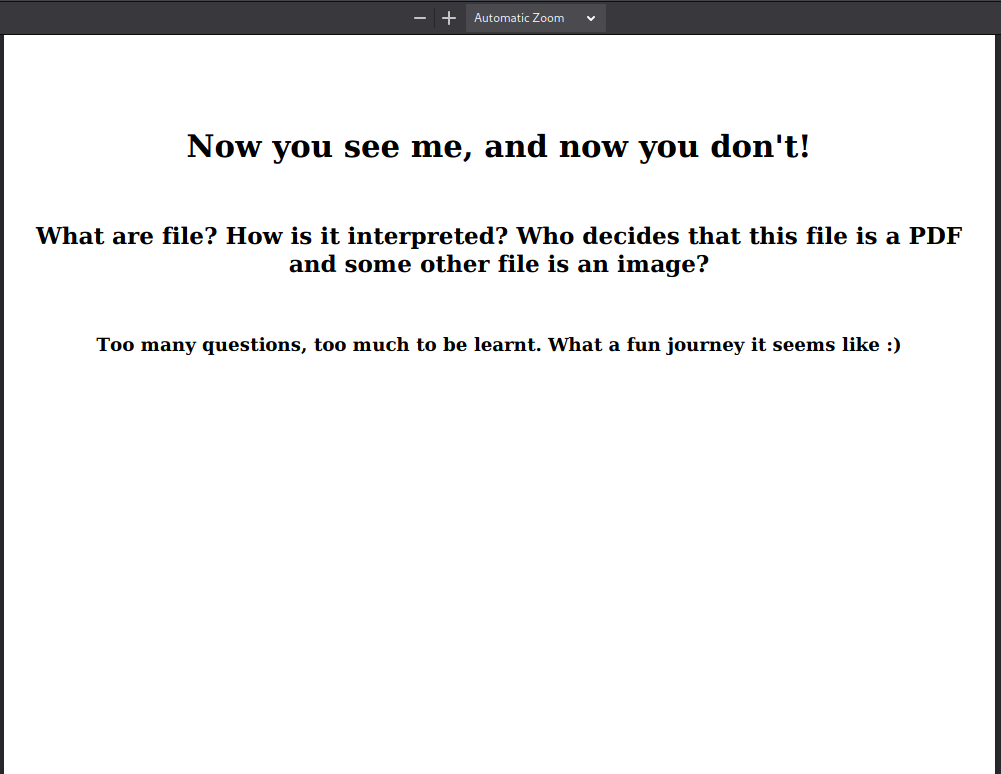 Automatic Zoom
Now you see me, and now you don't!
What are file? How is it interpreted? Who decides that this file is a PDF
and some other file is an image?
Too many questions, too much to be learnt. What a fun journey it seems like :)